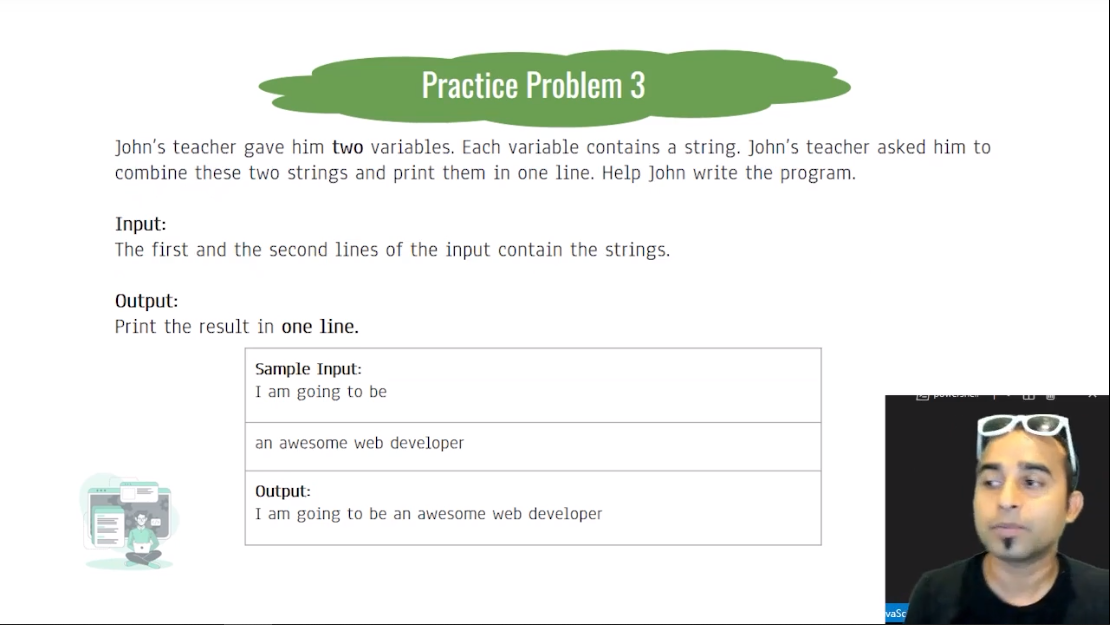 Practice Problem 3
John's teacher gave him two variables. Each variable contains a string. John's teacher asked him to
combine these two strings and print them in one line. Help John write the program.
Input:
The first and the second lines of the input contain the strings.
Output:
Print the result in one line.
Sample Input:
I am going to be
an awesome web developer
Output:
I am going to be an awesome web developer